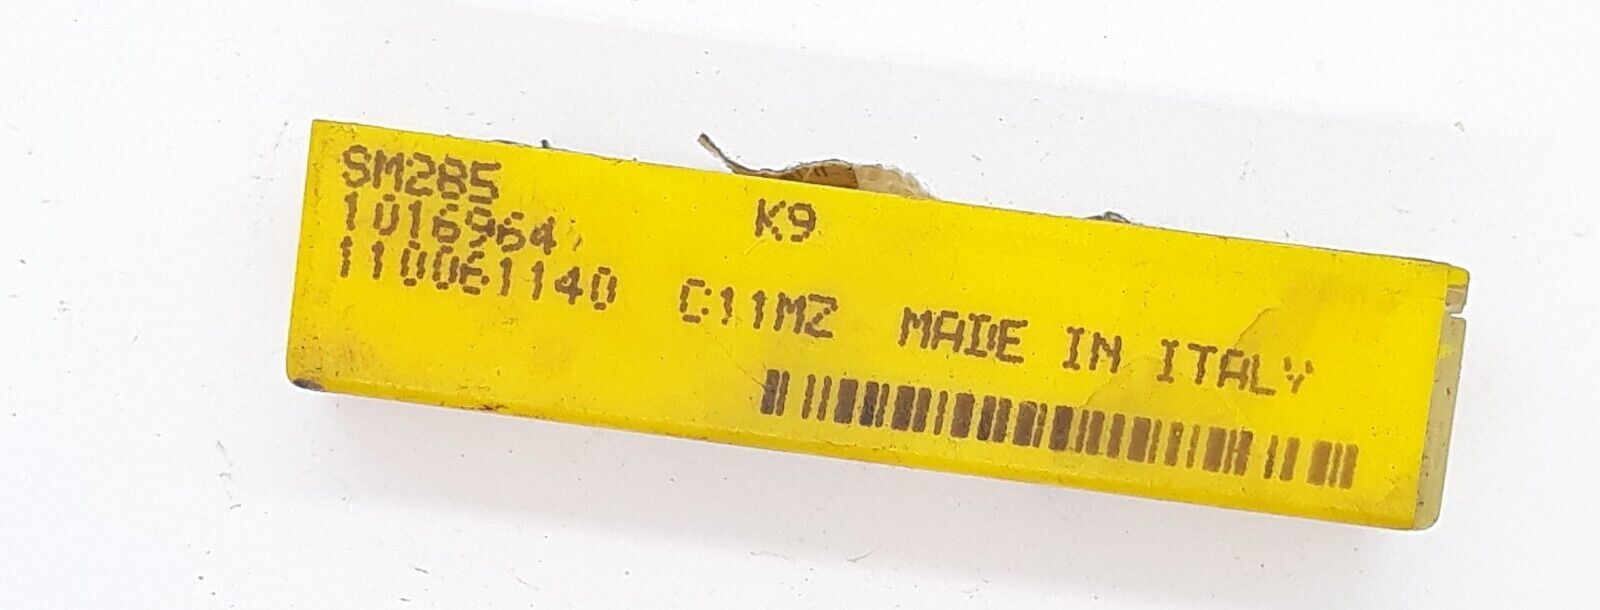 SM285
1016964 K9
110061140 C11MZ MADE IN ITALY